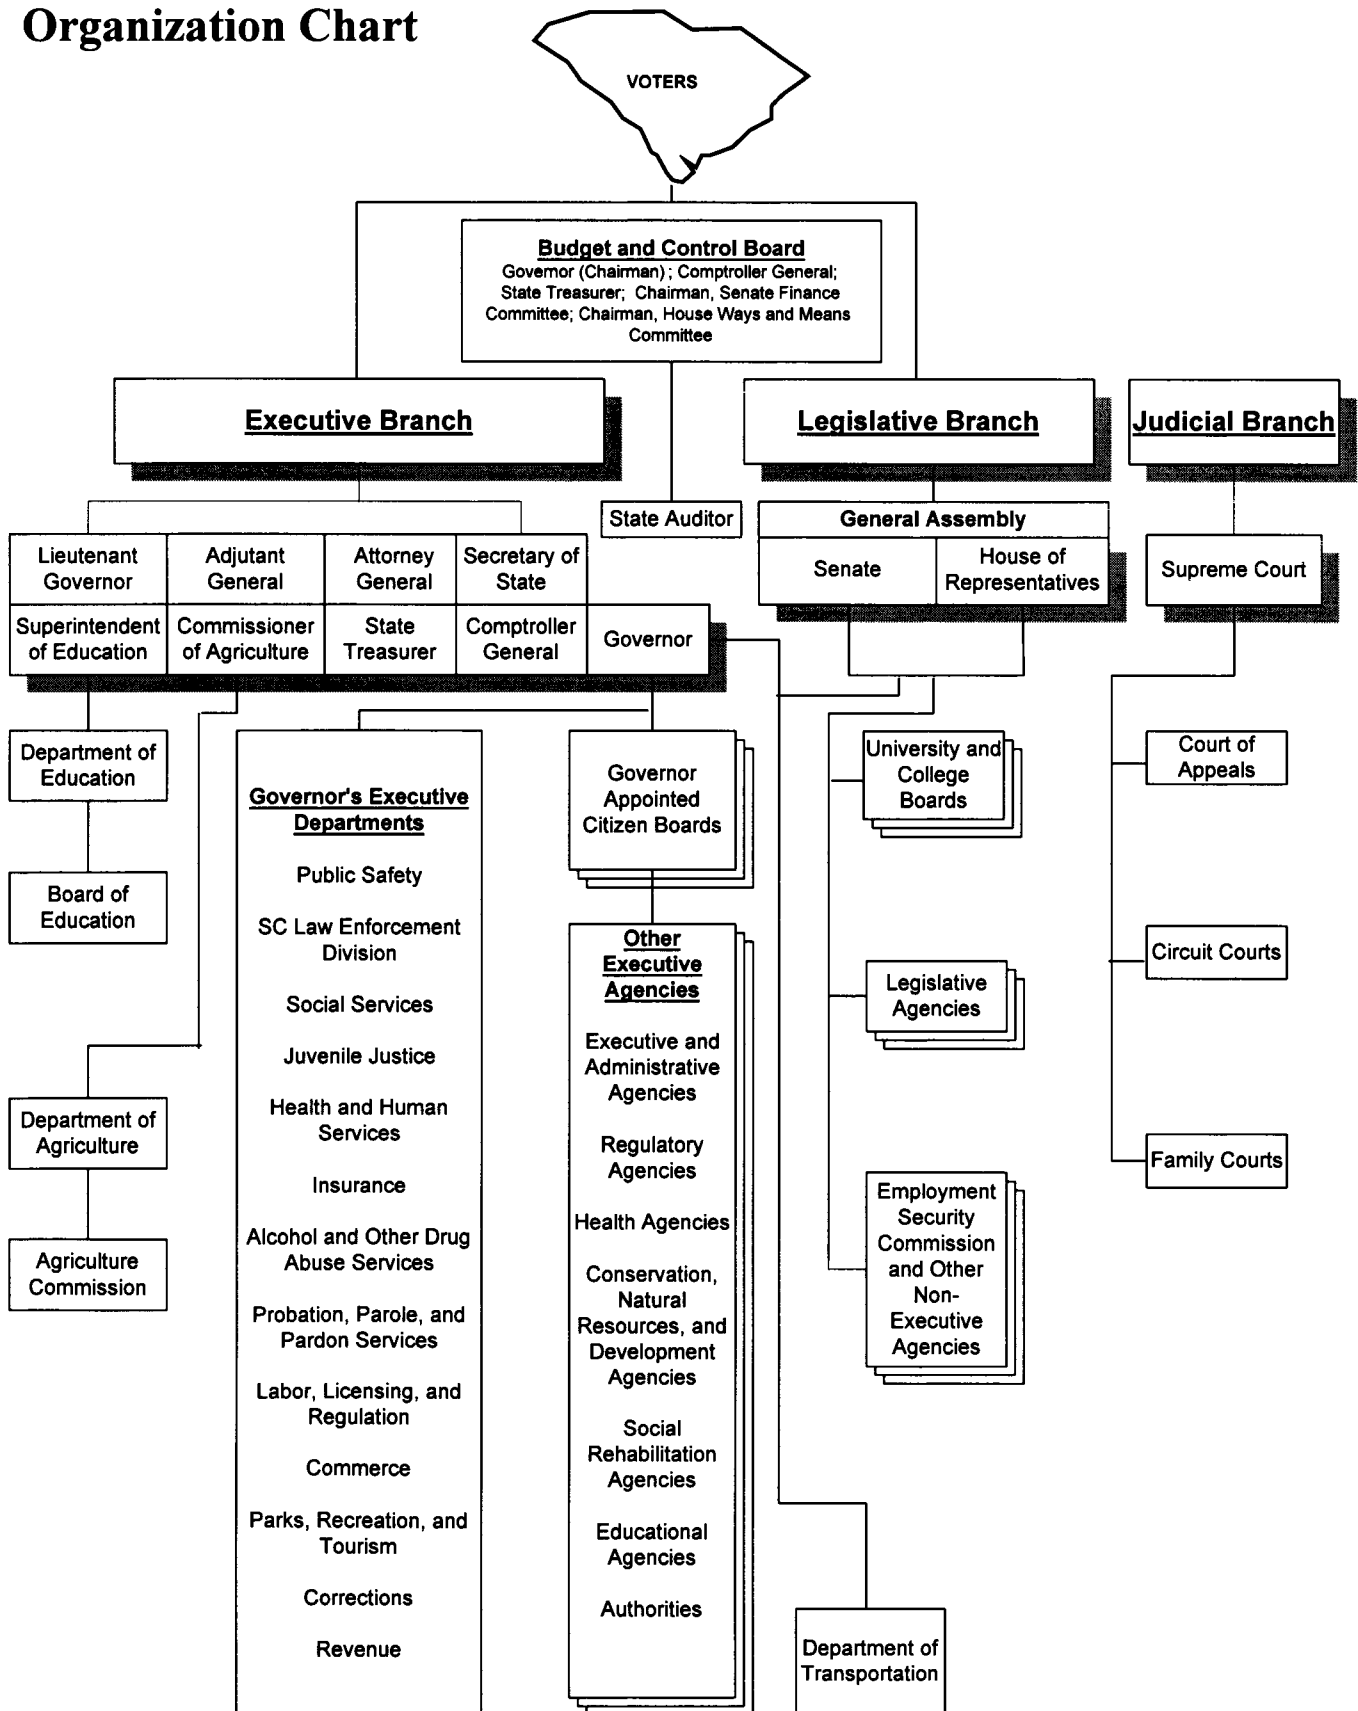 Organization Chart
VOTERS
Budget and Control Board
Governor (Chairman) ; Comptroller General;
State Treasurer; Chairman, Senate Finance
Committee; Chairman, House Ways and Means
Committee
Executive Branch
Legislative Branch
Judicial Branch
State Auditor
General Assembly
Senate
House of
Representatives
Supreme Court
Lieutenant
Governor
Adjutant
General
Attorney
General
Secretary of
State
Superintendent
of Education
Commissioner
of Agriculture
State
Treasurer
Comptroller
General
Governor
Department of
Education
Board of
Education
Department of
Agriculture
Agriculture
Commission
Governor's Executive
Departments
Public Safety
SC Law Enforcement
Division
Social Services
Juvenile Justice
Health and Human
Services
Insurance
Alcohol and Other Drug
Abuse Services
Probation, Parole, and
Pardon Services
Labor, Licensing, and
Regulation
Commerce
Parks, Recreation, and
Tourism
Corrections
Revenue
Governor
Appointed
Citizen Boards
Other
Executive
Agencies
Executive and
Administrative
Agencies
Regulatory
Agencies
Health Agencies
Conservation,
Natural
Resources, and
Development
Agencies
Social
Rehabilitation
Agencies
Educational
Agencies
Authorities
University and
College
Boards
Legislative
Agencies
Employment
Security
Commission
and Other
Non-
Executive
Agencies
Department of
Transportation
Court of
Appeals
Circuit Courts
Family Courts